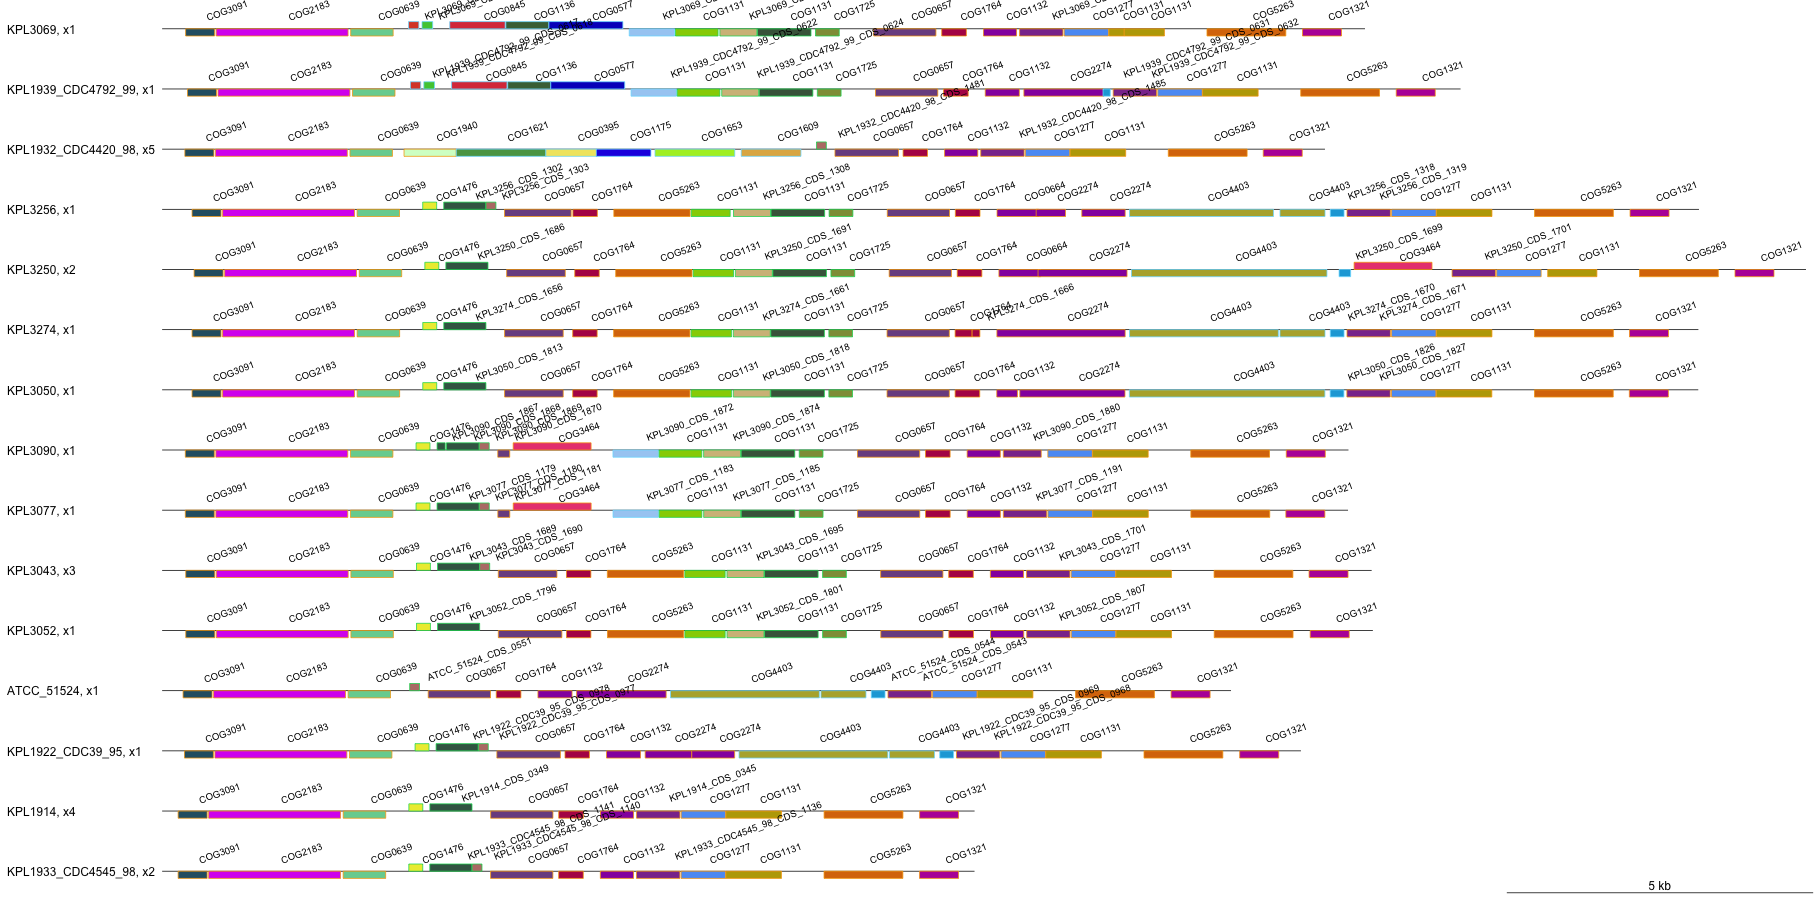 KPL3069, x1 COG3091 COG2183 COG0639 COG0845 COG1136 COG0577 COG1131 COG1131 COG1725 COG0657 COG1764 COG1132 COG1277 COG1131 COG1131 COG5263 COG1321
KPL1939_CDC4792_99, x1 COG3091 COG2183 COG0639 COG0845 COG1136 COG0577 KPL1939_CDC4792_99_CDS_0622 COG1131 KPL1939_CDC4792_99_CDS_0624 COG1131 COG1725 COG0657 COG1764 COG1132 COG2274 KPL1939_CDC4792_99_CDS_0631 KPL1939_CDC4792_99_CDS_0632 COG1277 COG1131 COG5263 COG1321
KPL1932_CDC4420_98, x5 COG3091 COG2183 COG0639 COG1940 COG1621 COG0395 COG1175 COG1653 COG1609 KPL1932_CDC4420_98_CDS_1481 COG0657 COG1764 COG1132 KPL1932_CDC4420_98_CDS_1485 COG1277 COG1131 COG5263 COG1321
KPL3256, x1 COG3091 COG2183 COG0639 COG1476 KPL3256_CDS_1302 KPL3256_CDS_1303 COG0657 COG1764 COG5263 COG1131 KPL3256_CDS_1308 COG1131 COG1725 COG0657 COG1764 COG0664 COG2274 COG2274 COG4403 COG4403 KPL3256_CDS_1318 KPL3256_CDS_1319 COG1277 COG1131 COG5263 COG1321
KPL3250, x2 COG3091 COG2183 COG0639 COG1476 KPL3250_CDS_1686 COG0657 COG1764 COG5263 COG1131 KPL3250_CDS_1691 COG1131 COG1725 COG0657 COG1764 COG0664 COG2274 COG4403 KPL3250_CDS_1699 COG3464 KPL3250_CDS_1701 COG1277 COG1131 COG5263 COG1321
KPL3274, x1 COG3091 COG2183 COG0639 COG1476 KPL3274_CDS_1656 COG0657 COG1764 COG5263 COG1131 KPL3274_CDS_1661 COG1131 COG1725 COG0657 COG1764 KPL3274_CDS_1666 COG2274 COG4403 COG4403 KPL3274_CDS_1670 KPL3274_CDS_1671 COG1277 COG1131 COG5263 COG1321
KPL3050, x1 COG3091 COG2183 COG0639 COG1476 KPL3050_CDS_1813 COG0657 COG1764 COG5263 COG1131 KPL3050_CDS_1818 COG1131 COG1725 COG0657 COG1764 COG1132 COG2274 COG4403 KPL3050_CDS_1826 KPL3050_CDS_1827 COG1277 COG1131 COG5263 COG1321
KPL3090, x1 COG3091 COG2183 COG0639 COG1476 KPL3090_CDS_1867 KPL3090_CDS_1868 KPL3090_CDS_1869 KPL3090_CDS_1870 COG3464 KPL3090_CDS_1872 COG1131 KPL3090_CDS_1874 COG1131 COG1725 COG0657 COG1764 COG1132 KPL3090_CDS_1880 COG1277 COG1131 COG5263 COG1321
KPL3077, x1 COG3091 COG2183 COG0639 COG1476 KPL3077_CDS_1179 KPL3077_CDS_1180 KPL3077_CDS_1181 COG3464 KPL3077_CDS_1183 COG1131 KPL3077_CDS_1185 COG1131 COG1725 COG0657 COG1764 COG1132 KPL3077_CDS_1191 COG1277 COG1131 COG5263 COG1321
KPL3043, x3 COG3091 COG2183 COG0639 COG1476 KPL3043_CDS_1689 KPL3043_CDS_1690 COG0657 COG1764 COG5263 COG1131 KPL3043_CDS_1695 COG1131 COG1725 COG0657 COG1764 COG1132 KPL3043_CDS_1701 COG1277 COG1131 COG5263 COG1321
KPL3052, x1 COG3091 COG2183 COG0639 COG1476 KPL3052_CDS_1796 COG0657 COG1764 COG5263 COG1131 KPL3052_CDS_1801 COG1131 COG1725 COG0657 COG1764 COG1132 KPL3052_CDS_1807 COG1277 COG1131 COG5263 COG1321
ATCC_51524, x1 COG3091 COG2183 COG0639 ATCC_51524_CDS_0551 COG0657 COG1764 COG1132 COG2274 COG4403 COG4403 ATCC_51524_CDS_0544 ATCC_51524_CDS_0543 COG1277 COG1131 COG5263 COG1321
KPL1922_CDC39_95, x1 COG3091 COG2183 COG0639 COG1476 KPL1922_CDC39_95_CDS_0978 KPL1922_CDC39_95_CDS_0977 COG0657 COG1764 COG1132 COG2274 COG2274 COG4403 COG4403 KPL1922_CDC39_95_CDS_0969 KPL1922_CDC39_95_CDS_0968 COG1277 COG1131 COG5263 COG1321
KPL1914, x4 COG3091 COG2183 COG0639 COG1476 KPL1914_CDS_0349 COG0657 COG1764 COG1132 KPL1914_CDS_0345 COG1277 COG1131 COG5263 COG1321
KPL1933_CDC4545_98, x2 COG3091 COG2183 COG0639 COG1476 KPL1933_CDC4545_98_CDS_1141 KPL1933_CDC4545_98_CDS_1140 COG0657 COG1764 COG1132 KPL1933_CDC4545_98_CDS_1136 COG1277 COG1131 COG5263 COG1321
5 kb